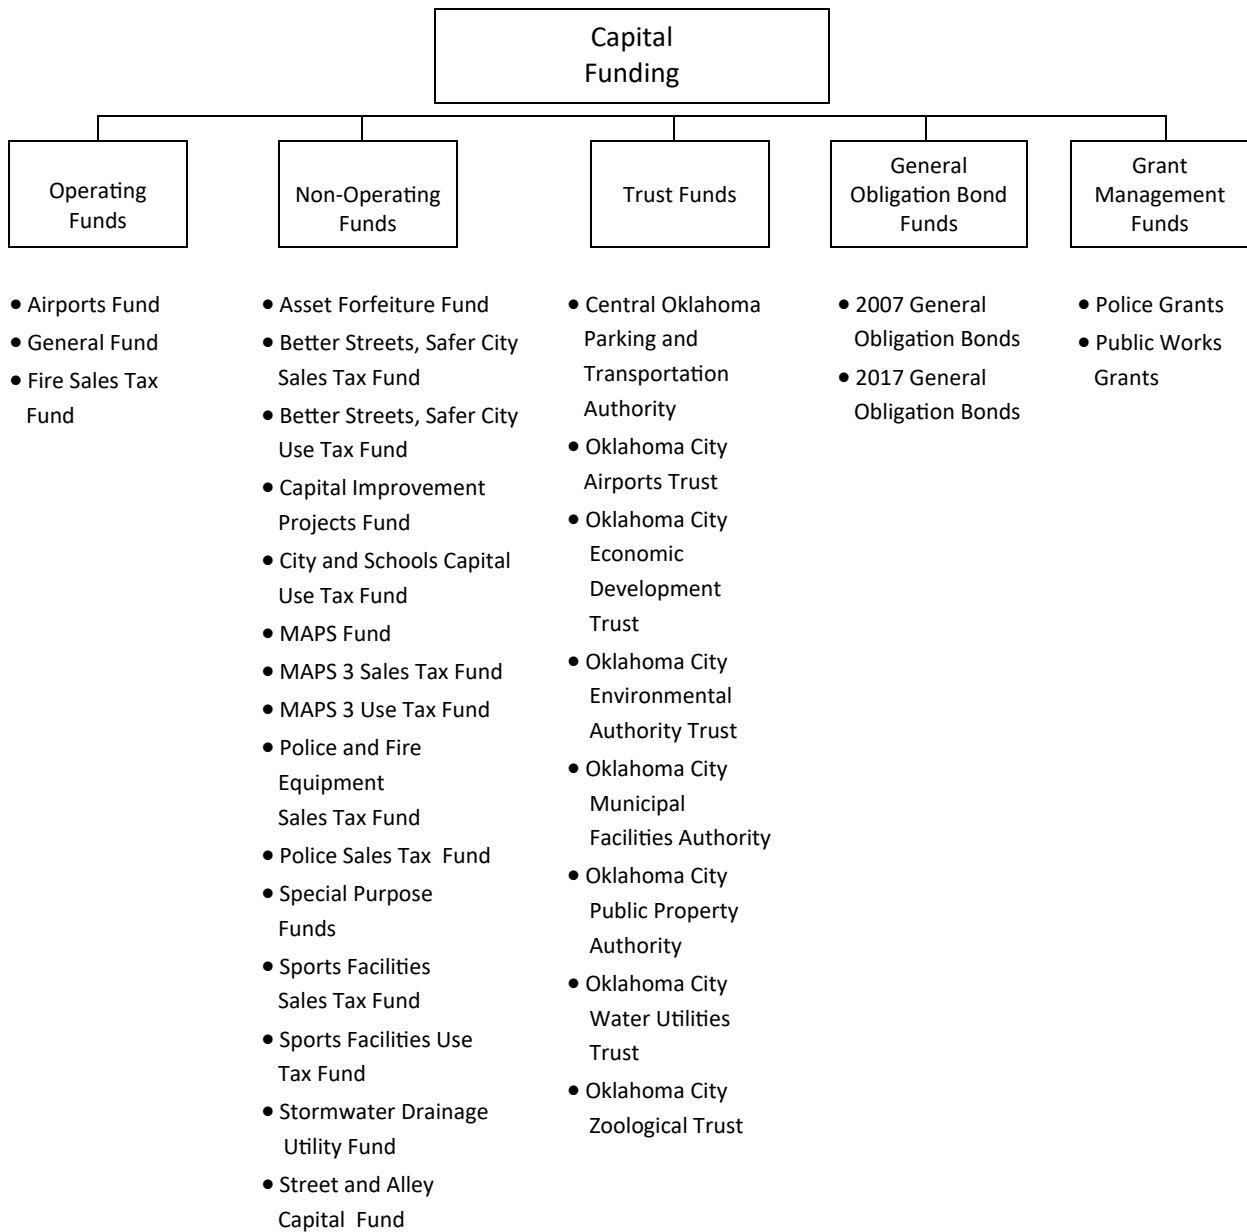 Capital
Funding
Operating
Funds
Non-Operating
Funds
Trust Funds
General
Obligation Bond
Funds
Grant
Management
Funds
• Airports Fund
• General Fund
• Fire Sales Tax
Fund
• Asset Forfeiture Fund
• Better Streets, Safer City
Sales Tax Fund
• Better Streets, Safer City
Use Tax Fund
• Capital Improvement
Projects Fund
• City and Schools Capital
Use Tax Fund
• MAPS Fund
• MAPS 3 Sales Tax Fund
• MAPS 3 Use Tax Fund
• Police and Fire
Equipment
Sales Tax Fund
• Police Sales Tax  Fund
• Special Purpose
Funds
• Sports Facilities
Sales Tax Fund
• Sports Facilities Use
Tax Fund
• Stormwater Drainage
Utility Fund
• Street and Alley
Capital  Fund
• Central Oklahoma
Parking and
Transportation
Authority
• Oklahoma City
Airports Trust
• Oklahoma City
Economic
Development
Trust
• Oklahoma City
Environmental
Authority Trust
• Oklahoma City
Municipal
Facilities Authority
• Oklahoma City
Public Property
Authority
• Oklahoma City
Water Utilities
Trust
• Oklahoma City
Zoological Trust
• 2007 General
Obligation Bonds
• 2017 General
Obligation Bonds
• Police Grants
• Public Works
Grants